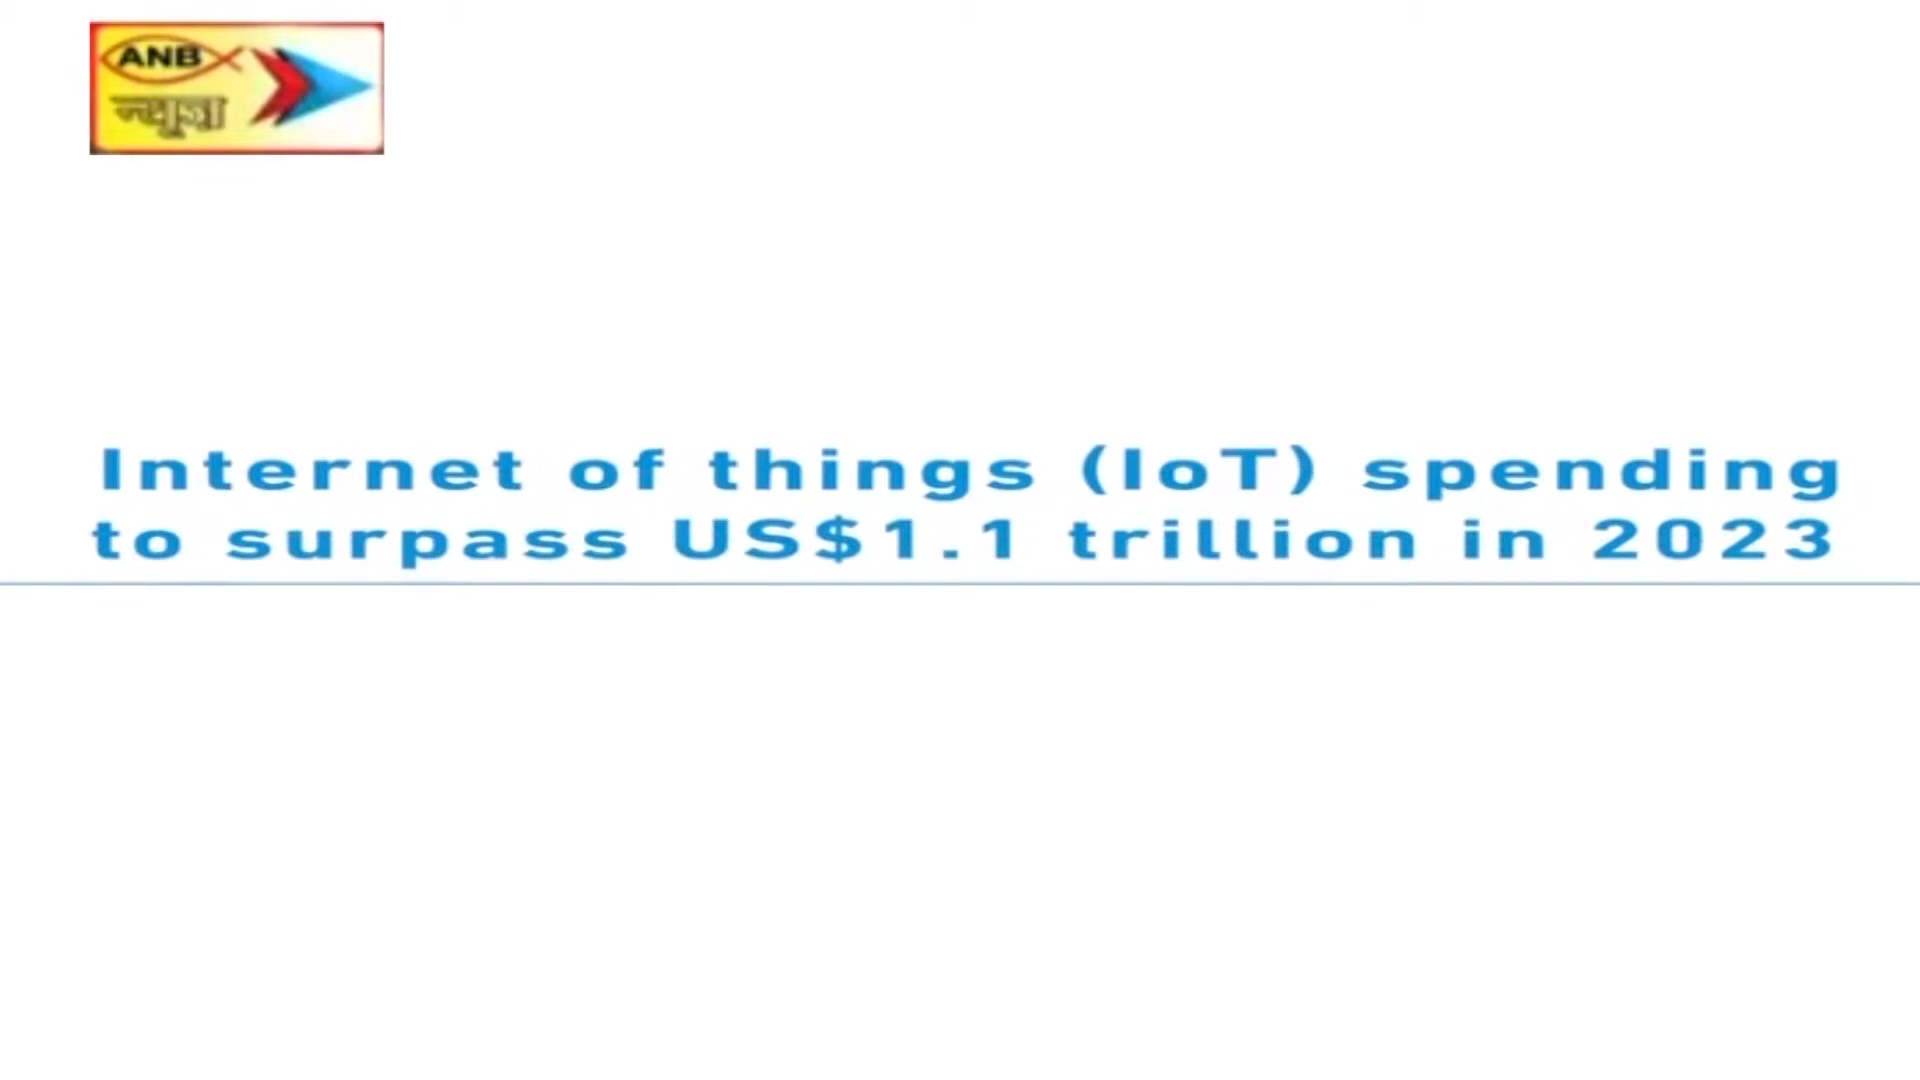 ANB
न्यूज़
Internet of things (IoT) spending
to surpass US$1.1 trillion in 2023